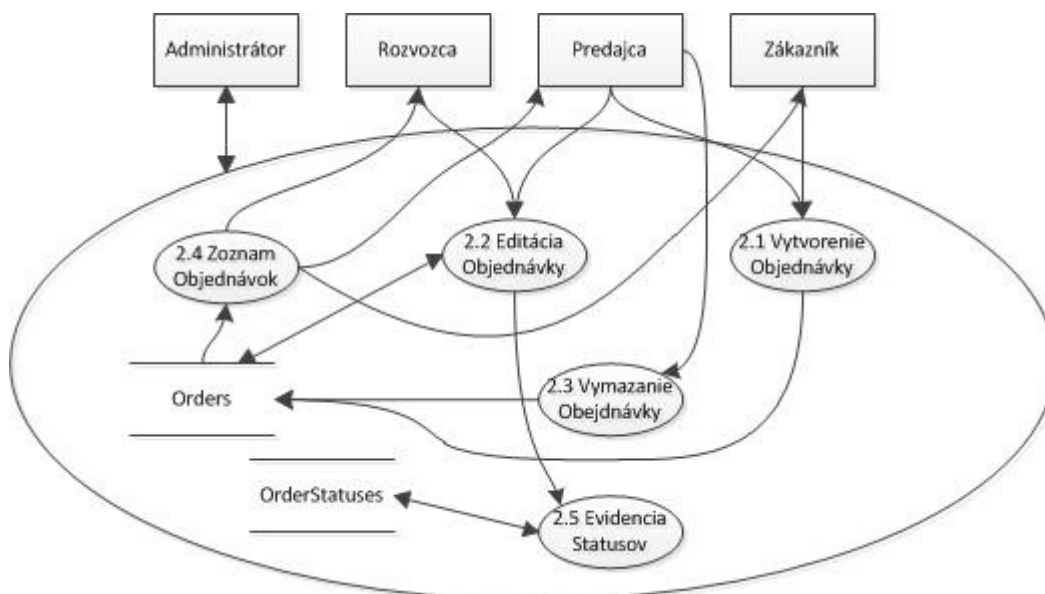 Administrátor
Rozvozca
Predajca
Zákazník
2.4 Zoznam
Objednávok
2.2 Editácia
Objednávky
2.1 Vytvorenie
Objednávky
Orders
2.3 Vymazanie
Obejdnávky
OrderStatuses
2.5 Evidencia
Statusov